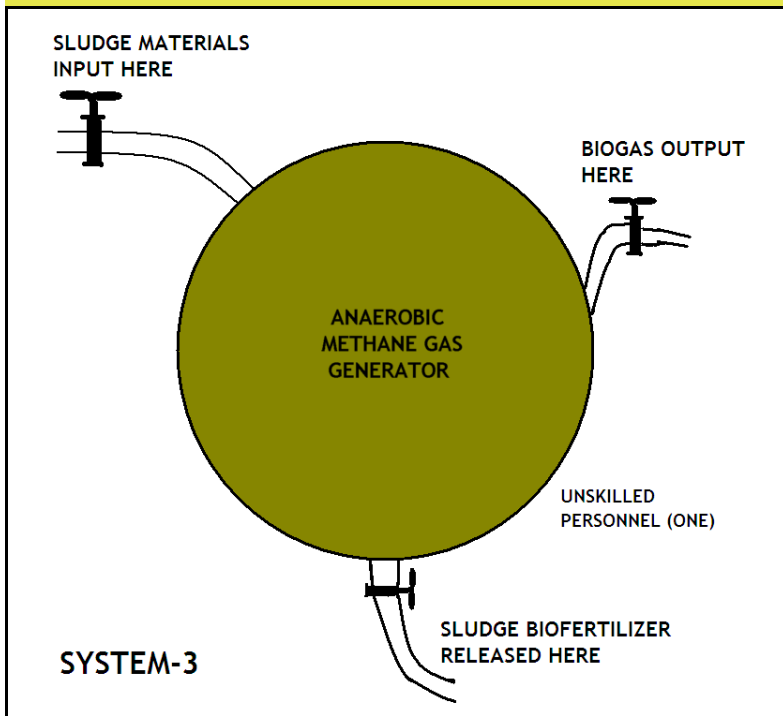 SLUDGE MATERIALS
INPUT HERE
BIOGAS OUTPUT
HERE
ANAEROBIC
METHANE GAS
GENERATOR
UNSKILLED
PERSONNEL (ONE)
SLUDGE BIOFERTILIZER
RELEASED HERE
SYSTEM-3